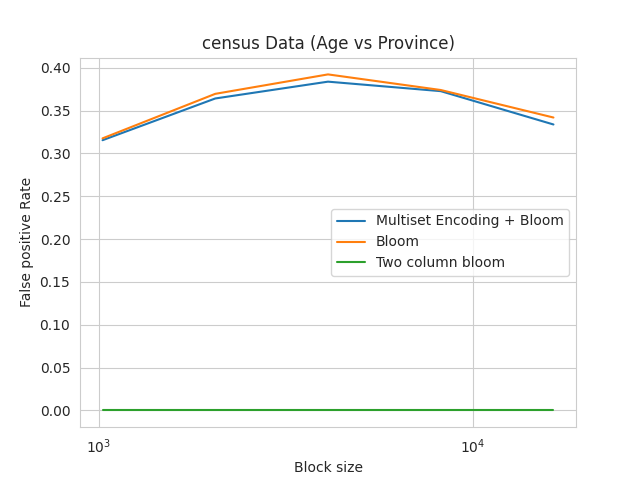 census Data (Age vs Province)
False positive Rate
0.40
0.35
0.30
0.25
0.20
0.15
0.10
0.05
0.00
Multiset Encoding + Bloom
Bloom
Two column bloom
10³
10⁴
Block size